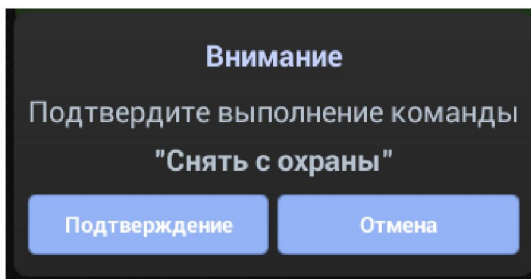 Внимание
Подтвердите выполнение команды
"Снять с охраны"
Подтверждение Отмена